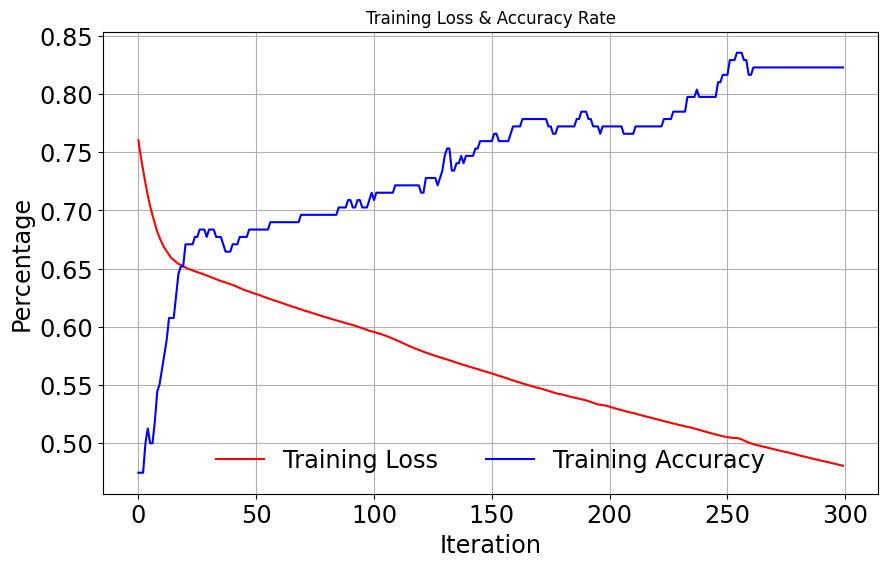 Training Loss & Accuracy Rate
0.85
0.80
0.75
0.70
0.65
0.60
0.55
0.50
Percentage
Training Loss Training Accuracy
0 50 100 150 200 250 300
Iteration